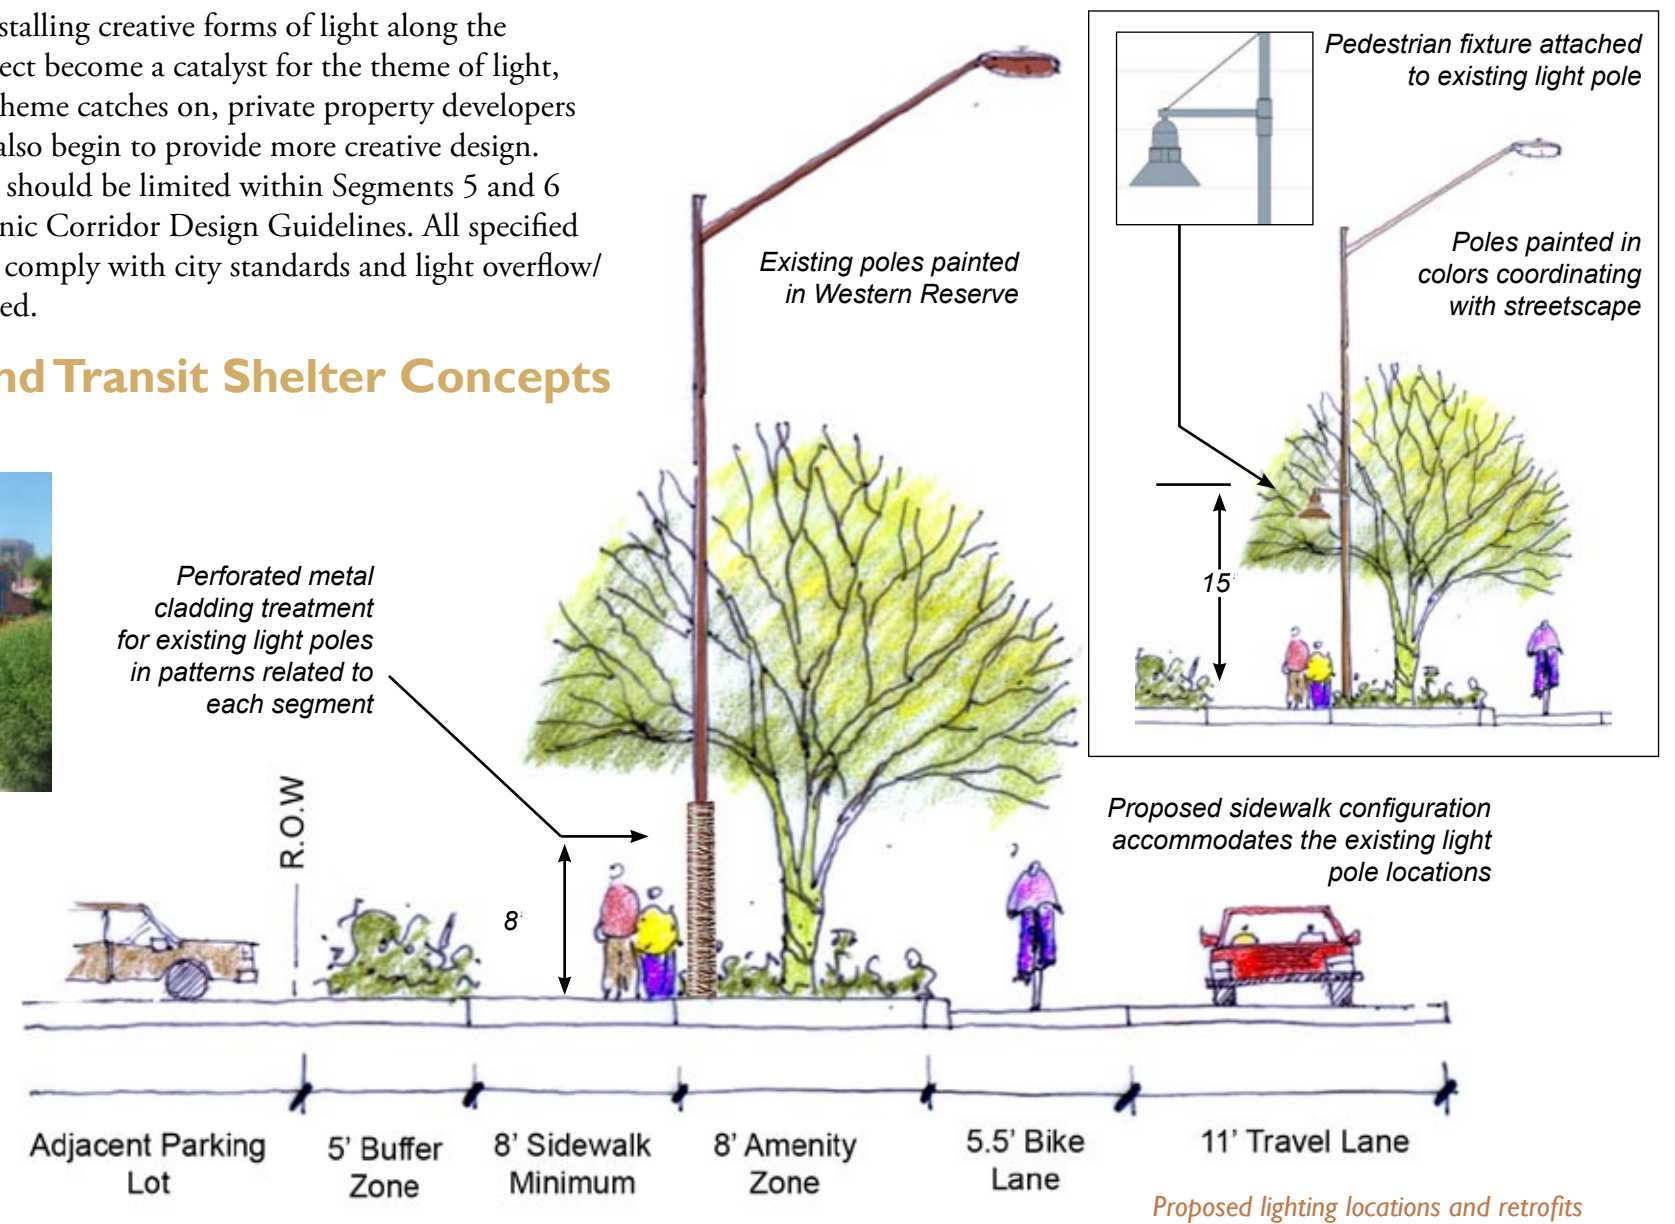 stalling creative forms of light along the
ect become a catalyst for the theme of light,
heme catches on, private property developers
also begin to provide more creative design.
should be limited within Segments 5 and 6
nic Corridor Design Guidelines. All specified
comply with city standards and light overflow/
ed.
nd Transit Shelter Concepts
Existing poles painted
in Western Reserve
Pedestrian fixture attached
to existing light pole
Poles painted in
colors coordinating
with streetscape
15'
Perforated metal
cladding treatment
for existing light poles
in patterns related to
each segment
R.O.W
8'
Proposed sidewalk configuration
accommodates the existing light
pole locations
Adjacent Parking
Lot
5’ Buffer
Zone
8’ Sidewalk
Minimum
8’ Amenity
Zone
5.5’ Bike
Lane
11’ Travel Lane
Proposed lighting locations and retrofits